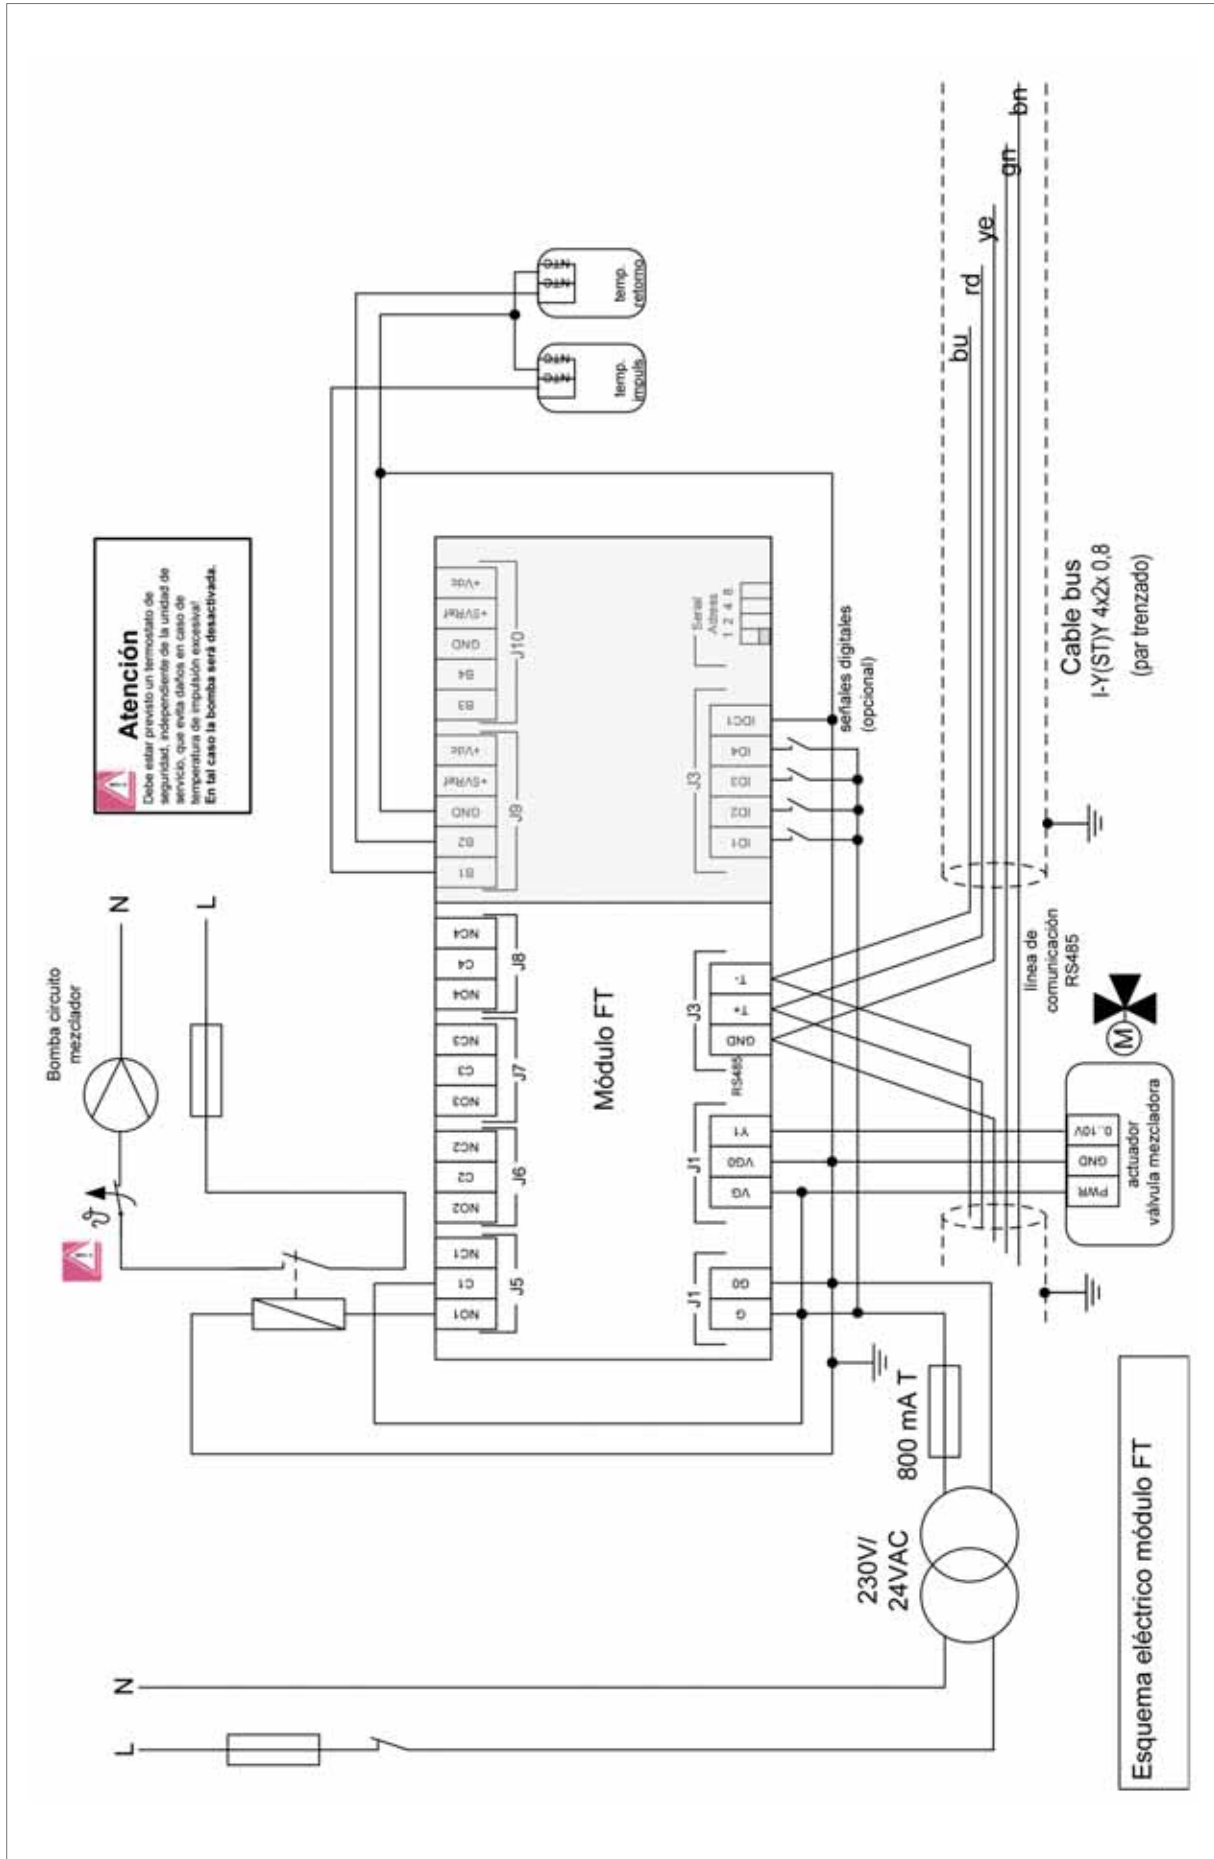 Bomba circuito
mezclador
N
L
ϑ
Atención
Debe estar previsto un termostato de
seguridad, independiente de la unidad de
servicio, que evita daños en caso de
temperatura de impulsión excesiva!
En tal caso la bomba será desactivada.
L
N
NO1
C1
NC1
J5
NO2
C2
NC2
J6
NO3
C3
NC3
J7
NO4
C4
NC4
J8
B1
B2
GND
+5VRef
+Vdc
J9
B3
B4
GND
+5VRef
+Vdc
J10
NTC
NTC
temp.
impuls
NTC
NTC
temp.
retorno
Módulo FT
J1
G
G0
J1
VG
VG0
Y1
RS485
J3
GND
T+
T-
J3
ID1
ID2
ID3
ID4
IDC1
Serial
Adress
1 2 4 8
señales digitales
(opcional)
230V/
24VAC
800 mA T
bu
rd
ye
gn
bn
línea de
comunicación
RS485
PWR
GND
0..10V
actuador
válvula mezcladora
M
Cable bus
I-Y(ST)Y 4x2x 0,8
(par trenzado)
Esquema eléctrico módulo FT